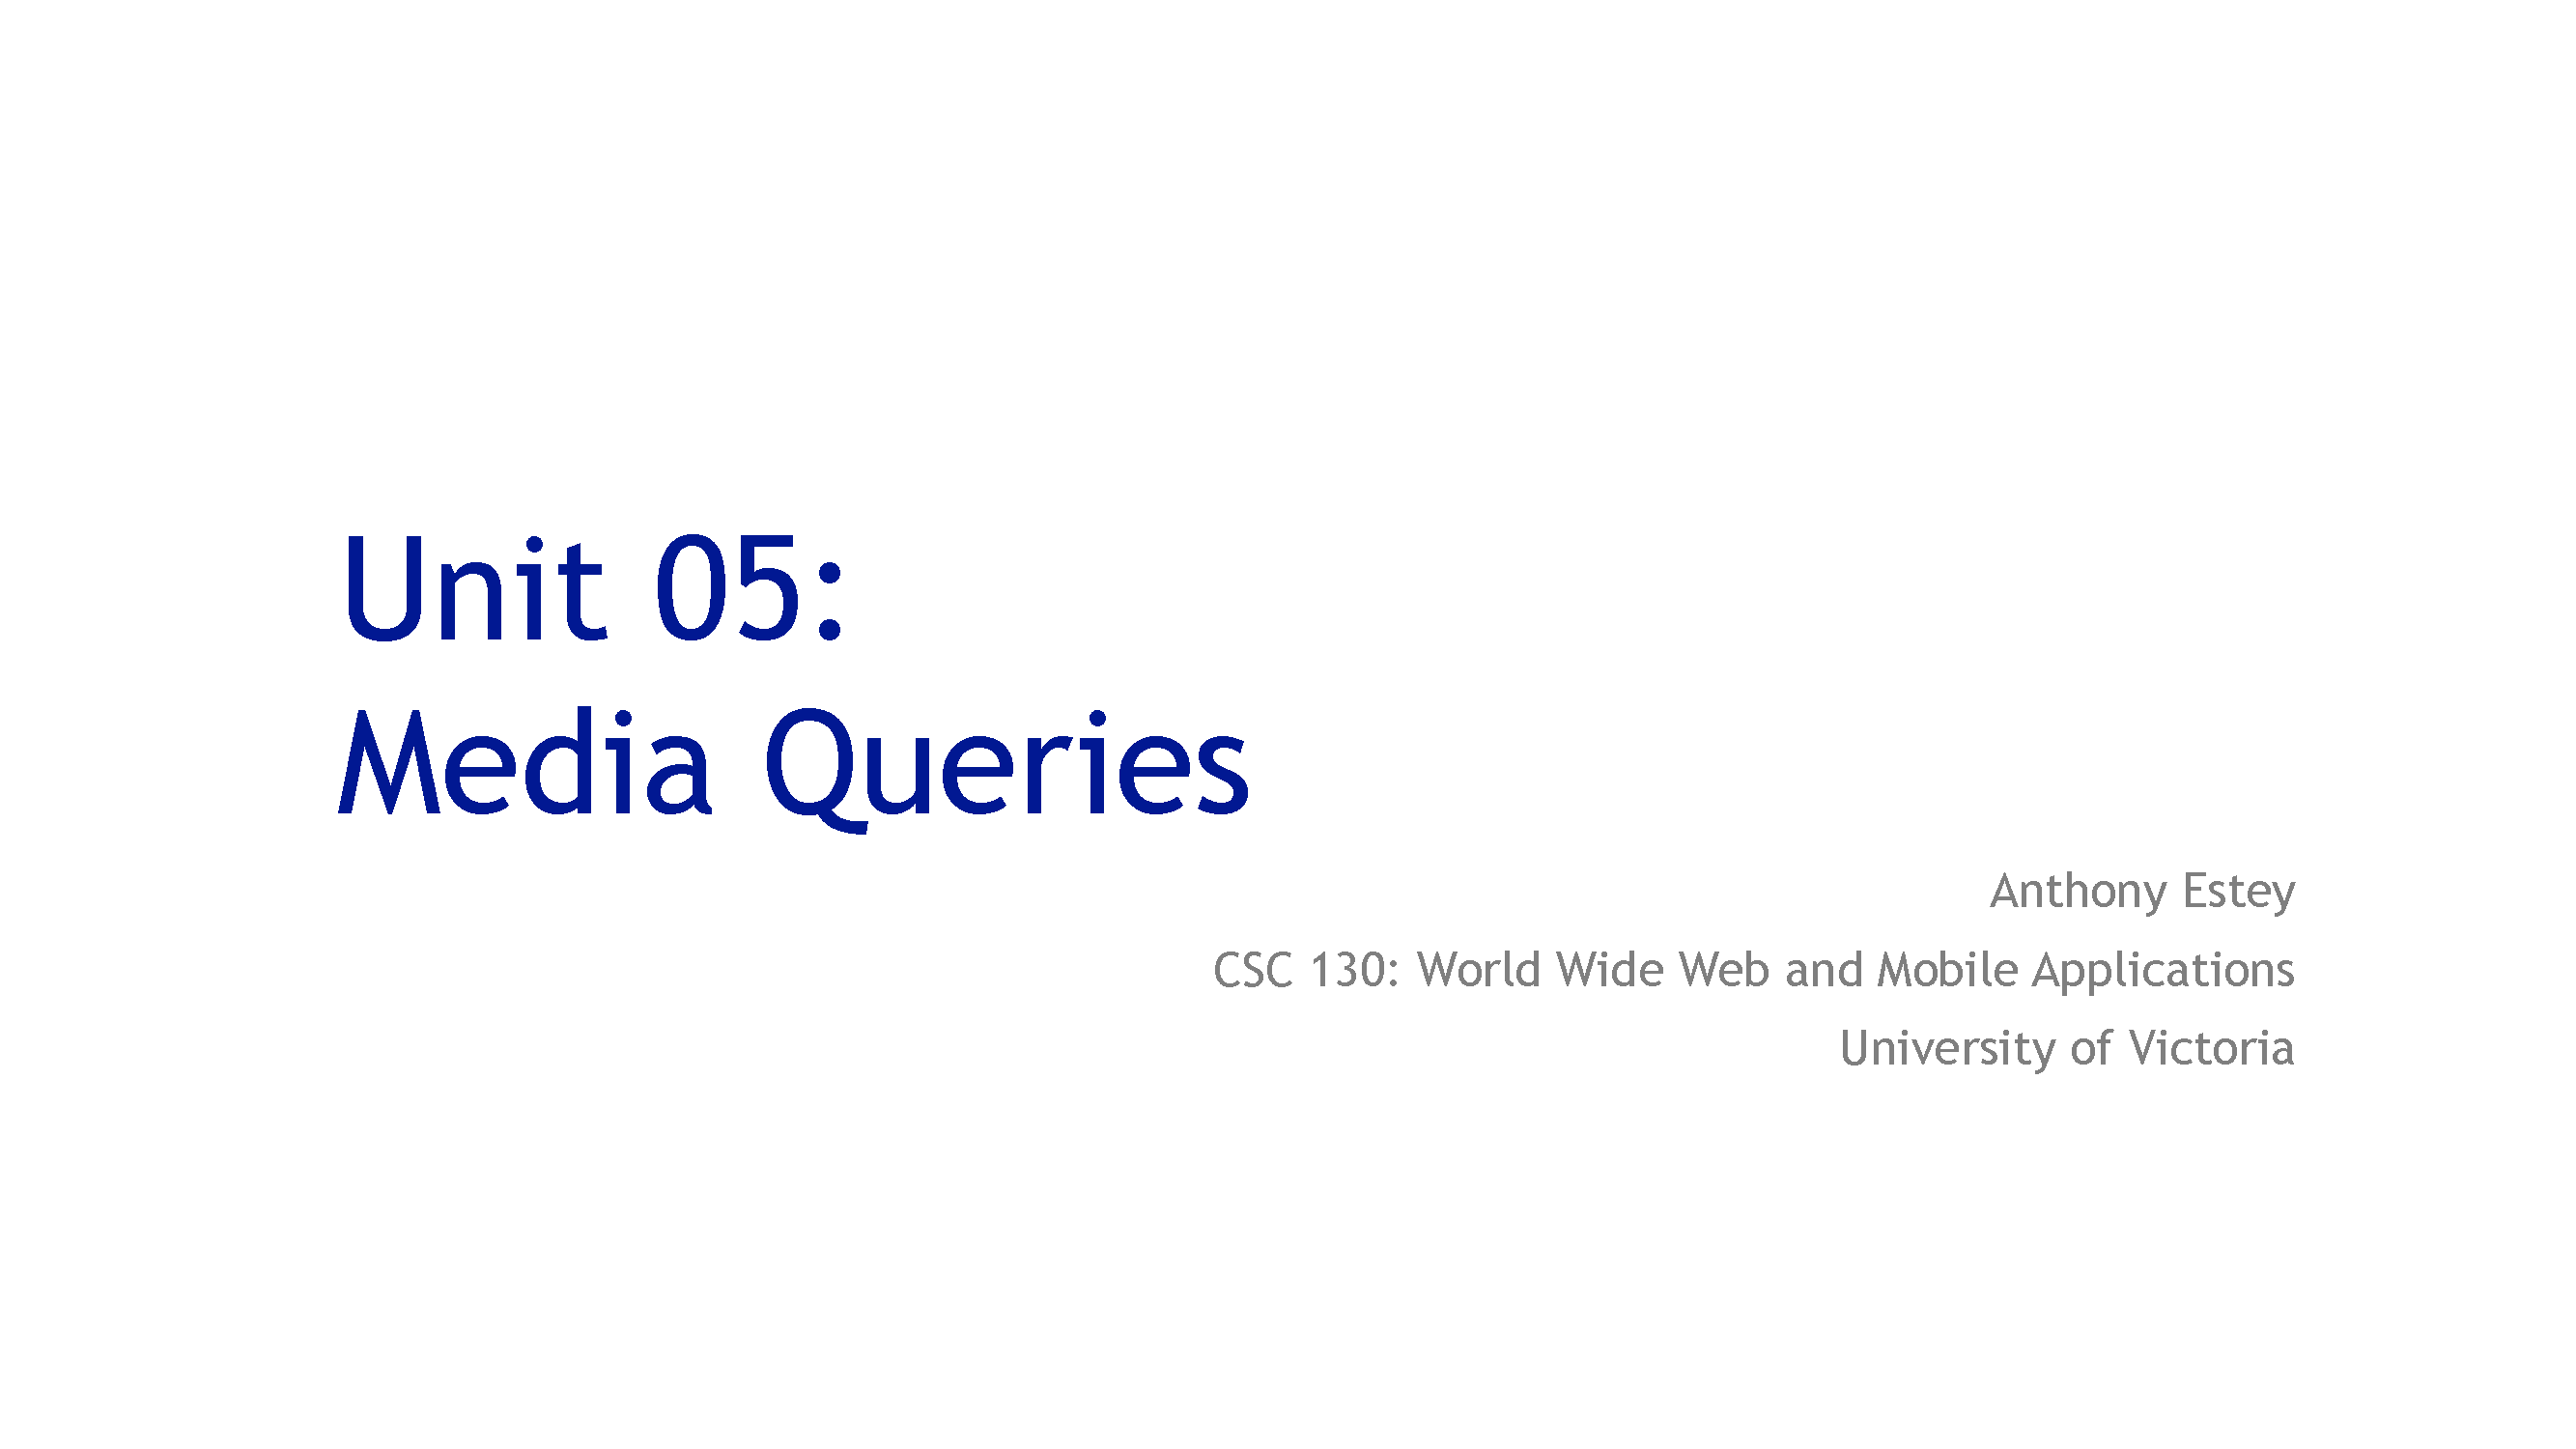 Unit 05:
Media Queries
Anthony Estey
CSC 130: World Wide Web and Mobile Applications
University of Victoria